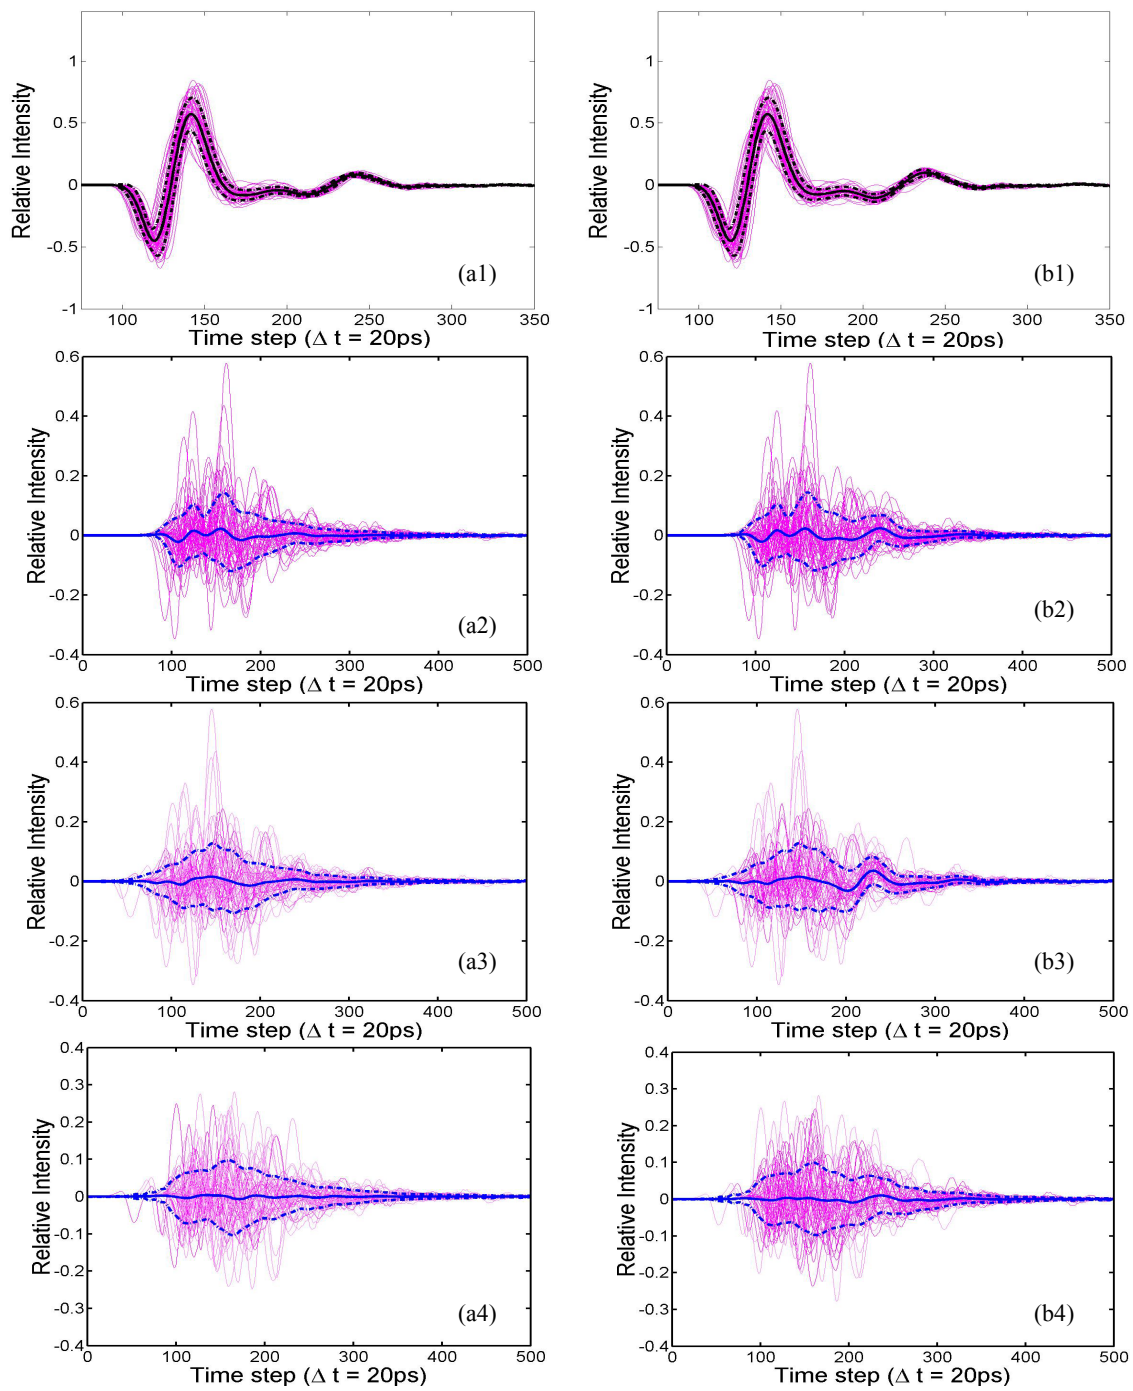 Relative Intensity
1
0.5
0
-0.5
-1
100 150 200 250 300 350
Time step (Δ t = 20ps)
(a1)
Relative Intensity
1
0.5
0
-0.5
-1
100 150 200 250 300 350
Time step (Δ t = 20ps)
(b1)
Relative Intensity
0.6
0.4
0.2
0
-0.2
-0.4
0 100 200 300 400 500
Time step (Δ t = 20ps)
(a2)
Relative Intensity
0.6
0.4
0.2
0
-0.2
-0.4
0 100 200 300 400 500
Time step (Δ t = 20ps)
(b2)
Relative Intensity
0.6
0.4
0.2
0
-0.2
-0.4
0 100 200 300 400 500
Time step (Δ t = 20ps)
(a3)
Relative Intensity
0.6
0.4
0.2
0
-0.2
-0.4
0 100 200 300 400 500
Time step (Δ t = 20ps)
(b3)
Relative Intensity
0.4
0.3
0.2
0.1
0
-0.1
-0.2
-0.3
-0.4
0 100 200 300 400 500
Time step (Δ t = 20ps)
(a4)
Relative Intensity
0.4
0.3
0.2
0.1
0
-0.1
-0.2
-0.3
-0.4
0 100 200 300 400 500
Time step (Δ t = 20ps)
(b4)